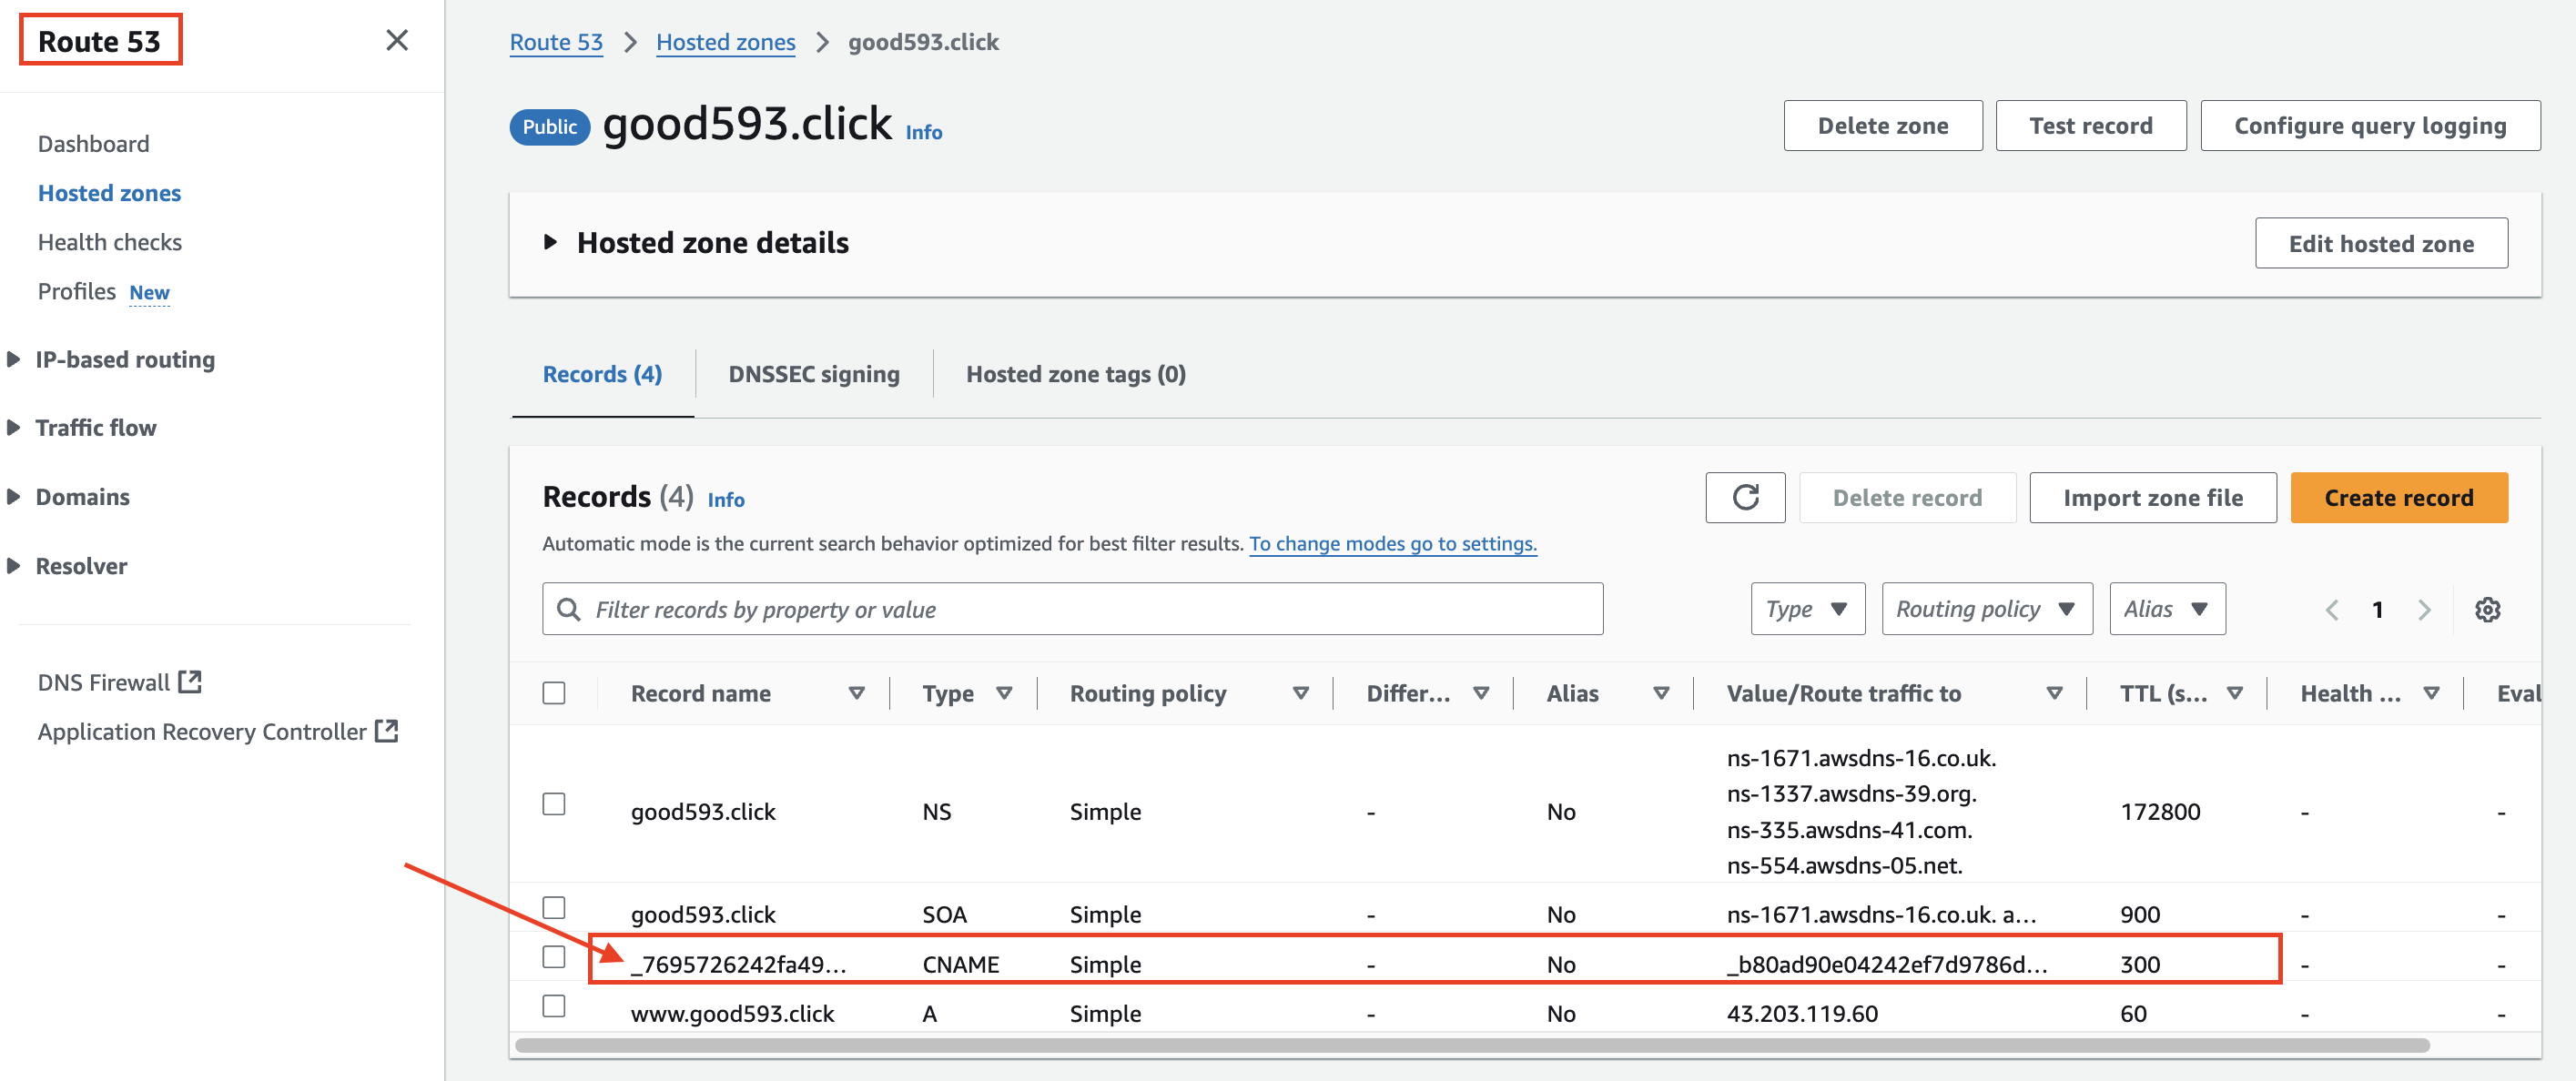 Route 53
Dashboard
Hosted zones
Health checks
Profiles New
IP-based routing
Traffic flow
Domains
Resolver
DNS Firewall
Application Recovery Controller
Route 53 > Hosted zones > good593.click
Public good593.click Info
Delete zone Test record Configure query logging
Hosted zone details Edit hosted zone
Records (4) DNSSEC signing Hosted zone tags (0)
Records (4) Info Delete record Import zone file Create record
Automatic mode is the current search behavior optimized for best filter results. To change modes go to settings.
Filter records by property or value Type Routing policy Alias 1
Record name Type Routing policy Differ... Alias Value/Route traffic to TTL (s... Health ... Eval
ns-1671.awsdns-16.co.uk.
ns-1337.awsdns-39.org.
good593.click NS Simple - No 172800 - -
ns-335.awsdns-41.com.
ns-554.awsdns-05.net.
good593.click SOA Simple - No ns-1671.awsdns-16.co.uk. a... 900 - -
_7695726242fa49... CNAME Simple - No _b80ad90e04242ef7d9786d... 300 - -
www.good593.click A Simple - No 43.203.119.60 60 - -